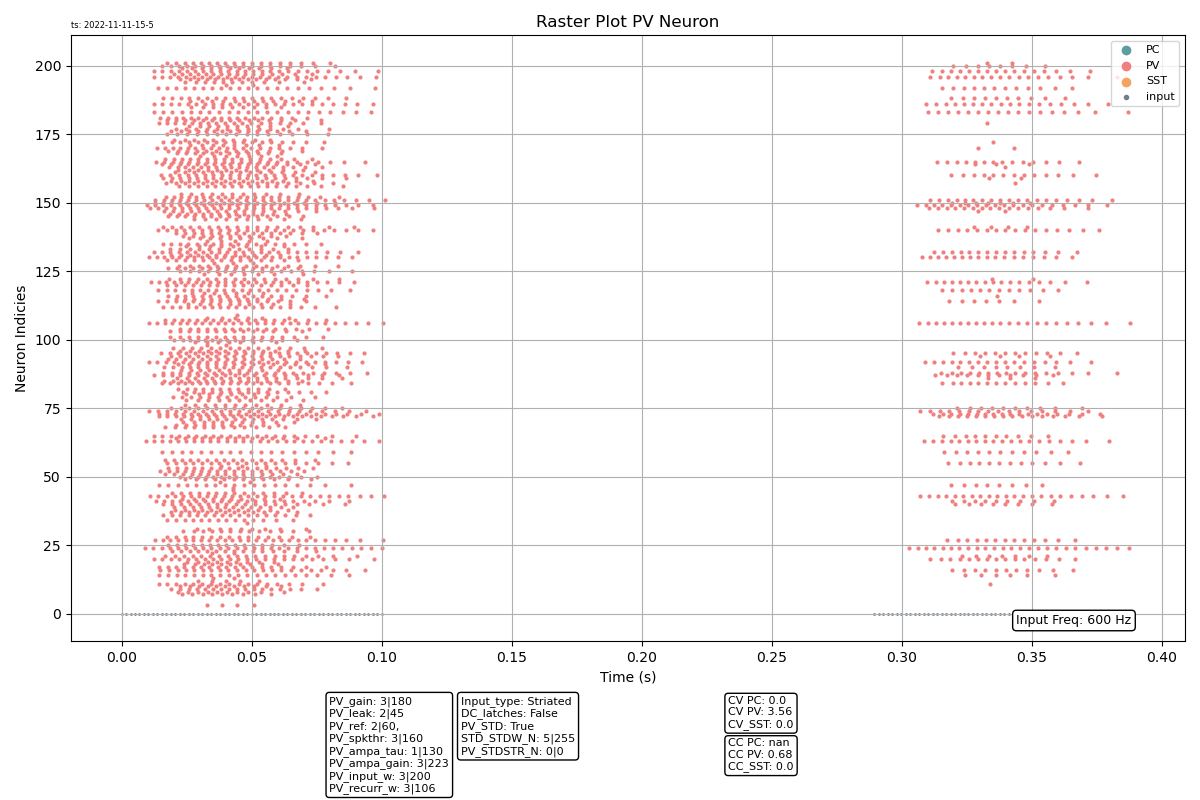 ts: 2022-11-11-15-5
Raster Plot PV Neuron
PC
PV
SST
input
200
175
150
125
100
75
50
25
0
Neuron Indicies
Input Freq: 600 Hz
0.00 0.05 0.10 0.15 0.20 0.25 0.30 0.35 0.40
Time (s)
PV_gain: 3|180
PV_leak: 2|45
PV_ref: 2|60,
PV_spkthr: 3|160
PV_ampa_tau: 1|130
PV_ampa_gain: 3|223
PV_input_w: 3|200
PV_recurr_w: 3|106
Input_type: Striated
DC_latches: False
PV_STD: True
STD_STDW_N: 5|255
PV_STDSTR_N: 0|0
CV PC: 0.0
CV PV: 3.56
CV_SST: 0.0
CC PC: nan
CC PV: 0.68
CC_SST: 0.0